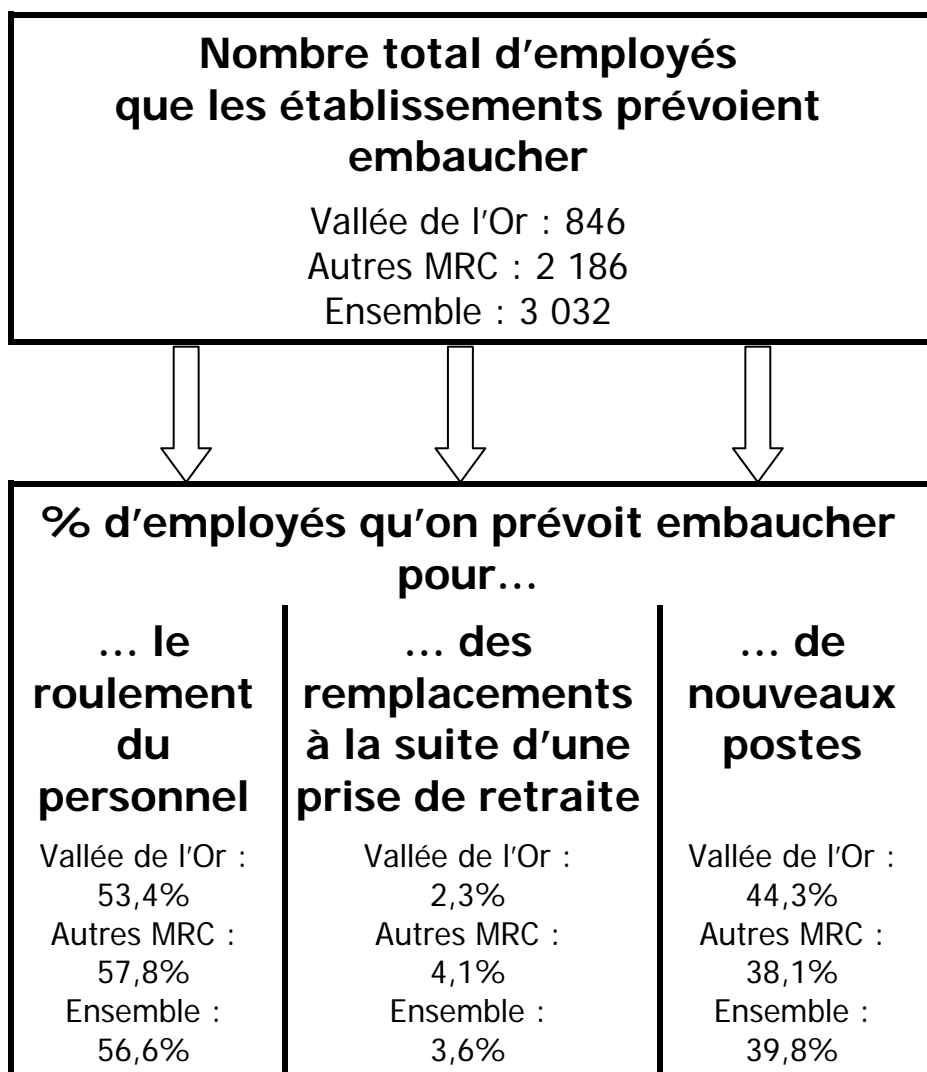 Nombre total d'employés
que les établissements prévoient
embaucher
Vallée de l'Or : 846
Autres MRC : 2 186
Ensemble : 3 032
% d'employés qu'on prévoit embaucher
pour…
… le
roulement
du
personnel
Vallée de l'Or :
53,4%
Autres MRC :
57,8%
Ensemble :
56,6%
… des
remplacements
à la suite d'une
prise de retraite
Vallée de l'Or :
2,3%
Autres MRC :
4,1%
Ensemble :
3,6%
… de
nouveaux
postes
Vallée de l'Or :
44,3%
Autres MRC :
38,1%
Ensemble :
39,8%